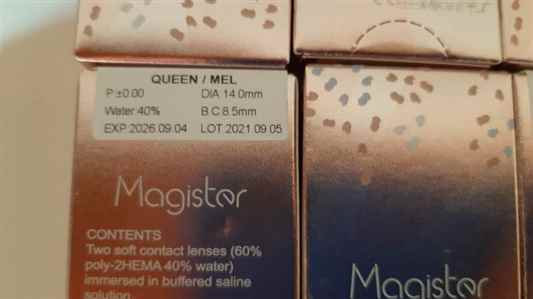 QUEEN / MEL
P ±0.00 DIA 14.0mm
Water 40% B.C 8.5mm
EXP 2026.09.04 LOT 2021.09.05
Magister
CONTENTS
Two soft contact lenses (60%
poly-2HEMA 40% water)
immersed in buffered saline
solution
Magister